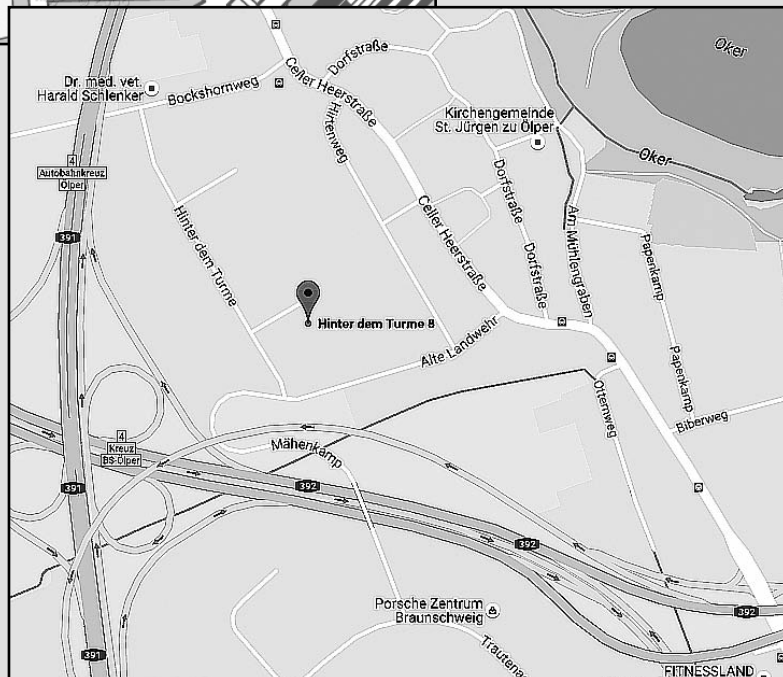 Oker
Dorfstraße
Celler Heerstraße
Dr. med. vet.
Harald Schlenker
Bockshornweg
Hirtenweg
Kirchengemeinde
St. Jürgen zu Ölper
Oker
4
Autobahnkreuz
Ölper
Dorfstraße
Celler Heerstraße
Hinter dem Turme
Am Mühlengraben
391
Dorfstraße
Papenkamp
Hinter dem Turme 8
Alte Landwehr
Papenkamp
Ottenweg
Biberweg
4
Kreuz
BS-Ölper
Mähenkamp
391
392
392
Porsche Zentrum
Braunschweig
392
391
Trautena
FITNESSLAND